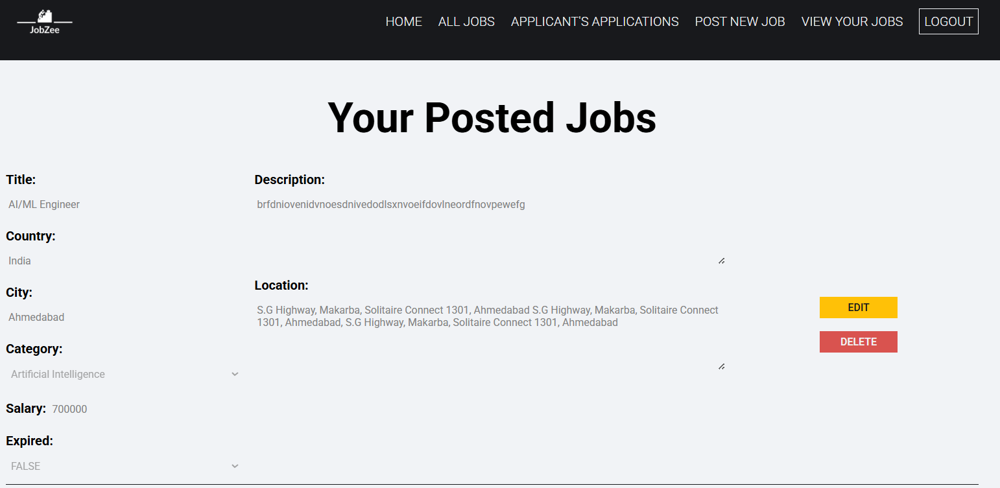 JobZee
HOME ALL JOBS APPLICANT'S APPLICATIONS POST NEW JOB VIEW YOUR JOBS LOGOUT
Your Posted Jobs
Title:
AI/ML Engineer
Country:
India
City:
Ahmedabad
Category:
Artificial Intelligence
Salary: 700000
Expired:
FALSE
Description:
brfdniovenidvnoesdnivedodlsxnvoeifdovlneordfnovpewefg
Location:
S.G Highway, Makarba, Solitaire Connect 1301, Ahmedabad S.G Highway, Makarba, Solitaire Connect
1301, Ahmedabad, S.G Highway, Makarba, Solitaire Connect 1301, Ahmedabad
EDIT
DELETE